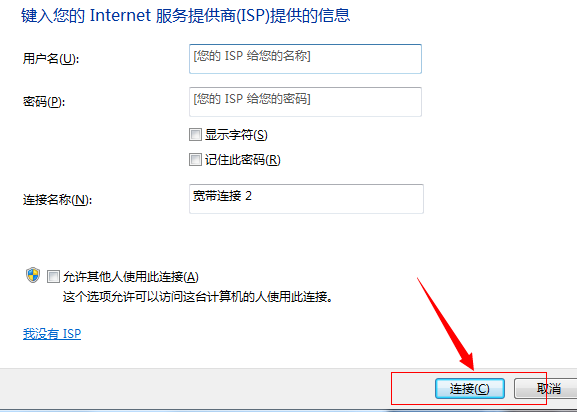 键入您的 Internet 服务提供商(ISP)提供的信息
用户名(U): [您的 ISP 给您的名称]
密码(P): [您的 ISP 给您的密码]
显示字符(S)
记住此密码(R)
连接名称(N): 宽带连接 2
允许其他人使用此连接(A)
这个选项允许可以访问这台计算机的人使用此连接。
我没有 ISP
连接(C) 取消